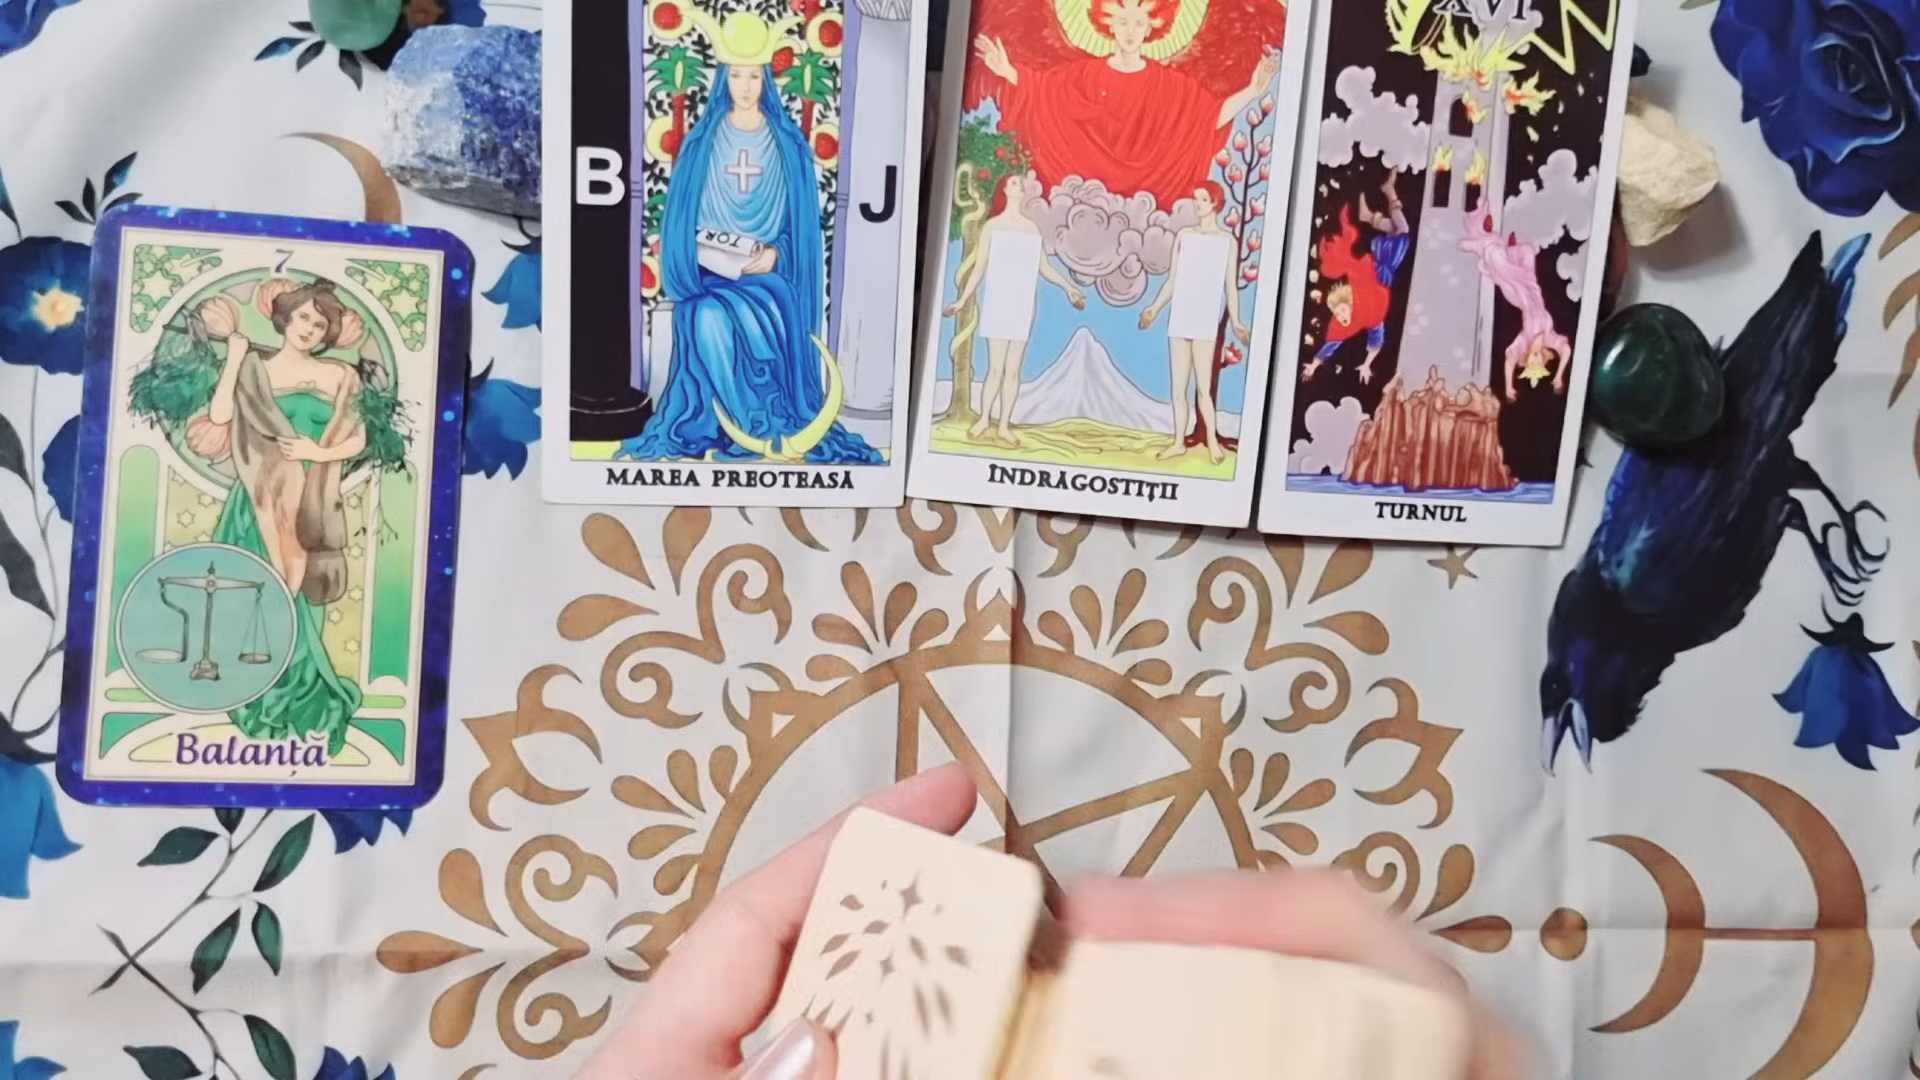 7
Balanță
B
J
TOR
MAREA PREOTEASĂ
ÎNDRĂGOSTIȚII
XVI
TURNUL